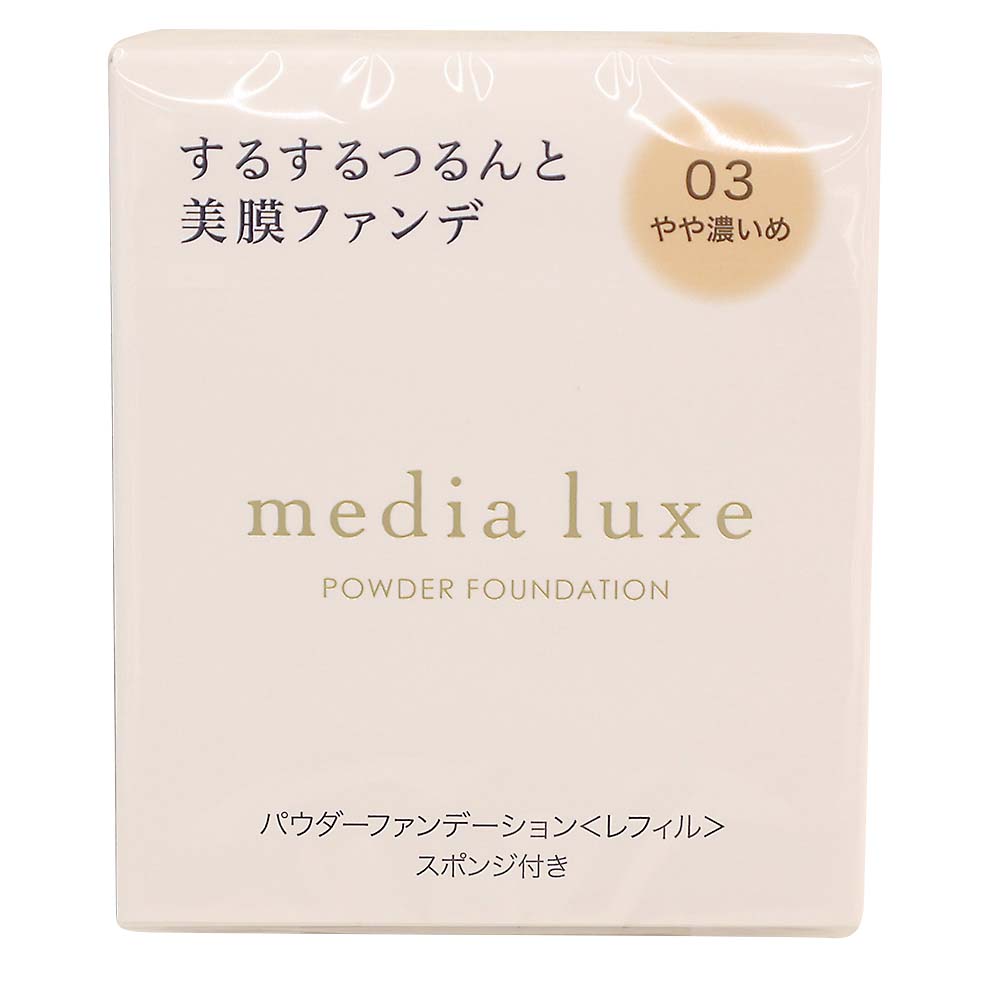 するするつるんと
美膜ファンデ
03
やや濃いめ
media luxe
POWDER FOUNDATION
パウダーファンデーション<レフィル>
スポンジ付き